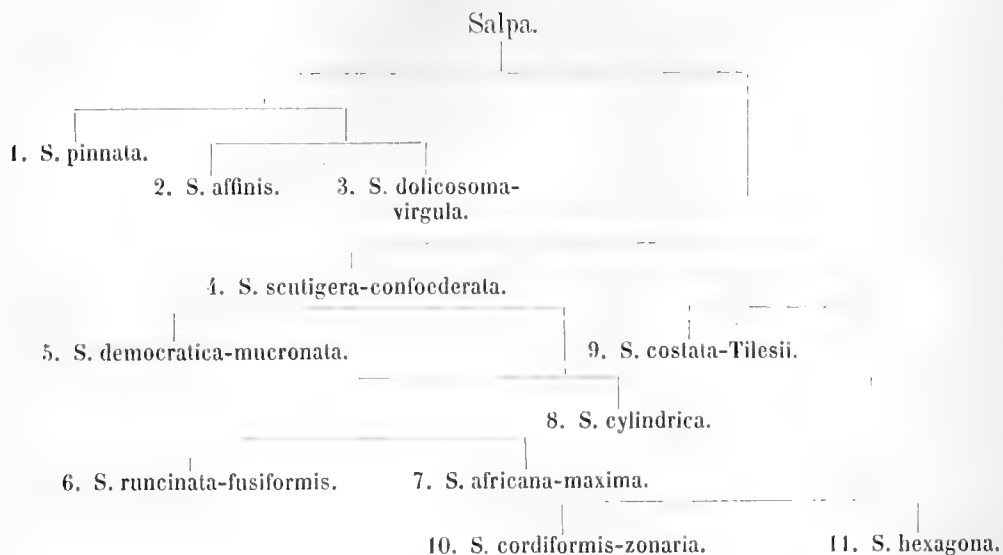 Salpa.
1. S. pinnata.
2. S. affinis.
3. S. dolicosoma-
virgula.
4. S. scutigera-confoederata.
5. S. democratica-mucronata.
9. S. costata-Tilesii.
8. S. cylindrica.
6. S. runcinata-fusiformis.
7. S. africana-maxima.
10. S. cordiformis-zonaria.
11. S. hexagona.